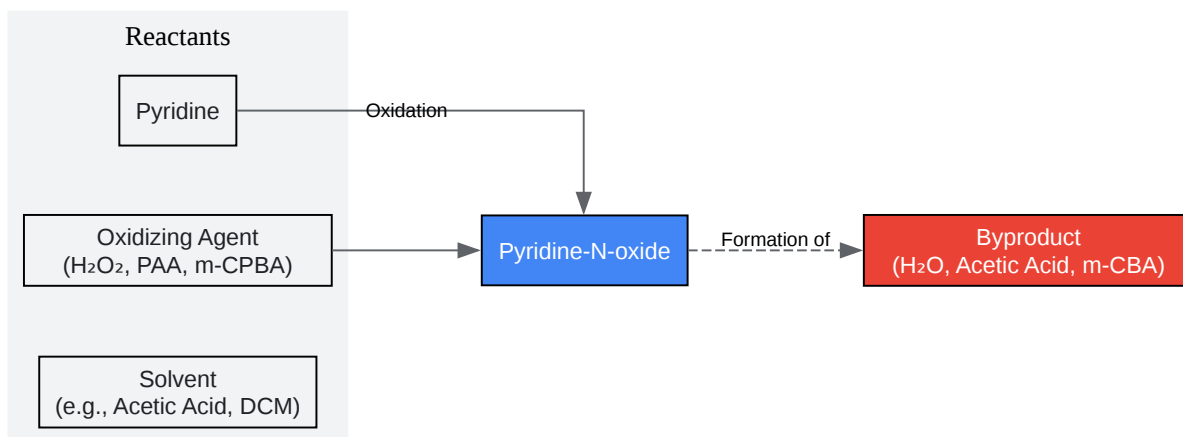 Reactants
Pyridine
Oxidation
Oxidizing Agent
(H₂O₂, PAA, m-CPBA)
Pyridine-N-oxide
Formation of
Byproduct
(H₂O, Acetic Acid, m-CBA)
Solvent
(e.g., Acetic Acid, DCM)